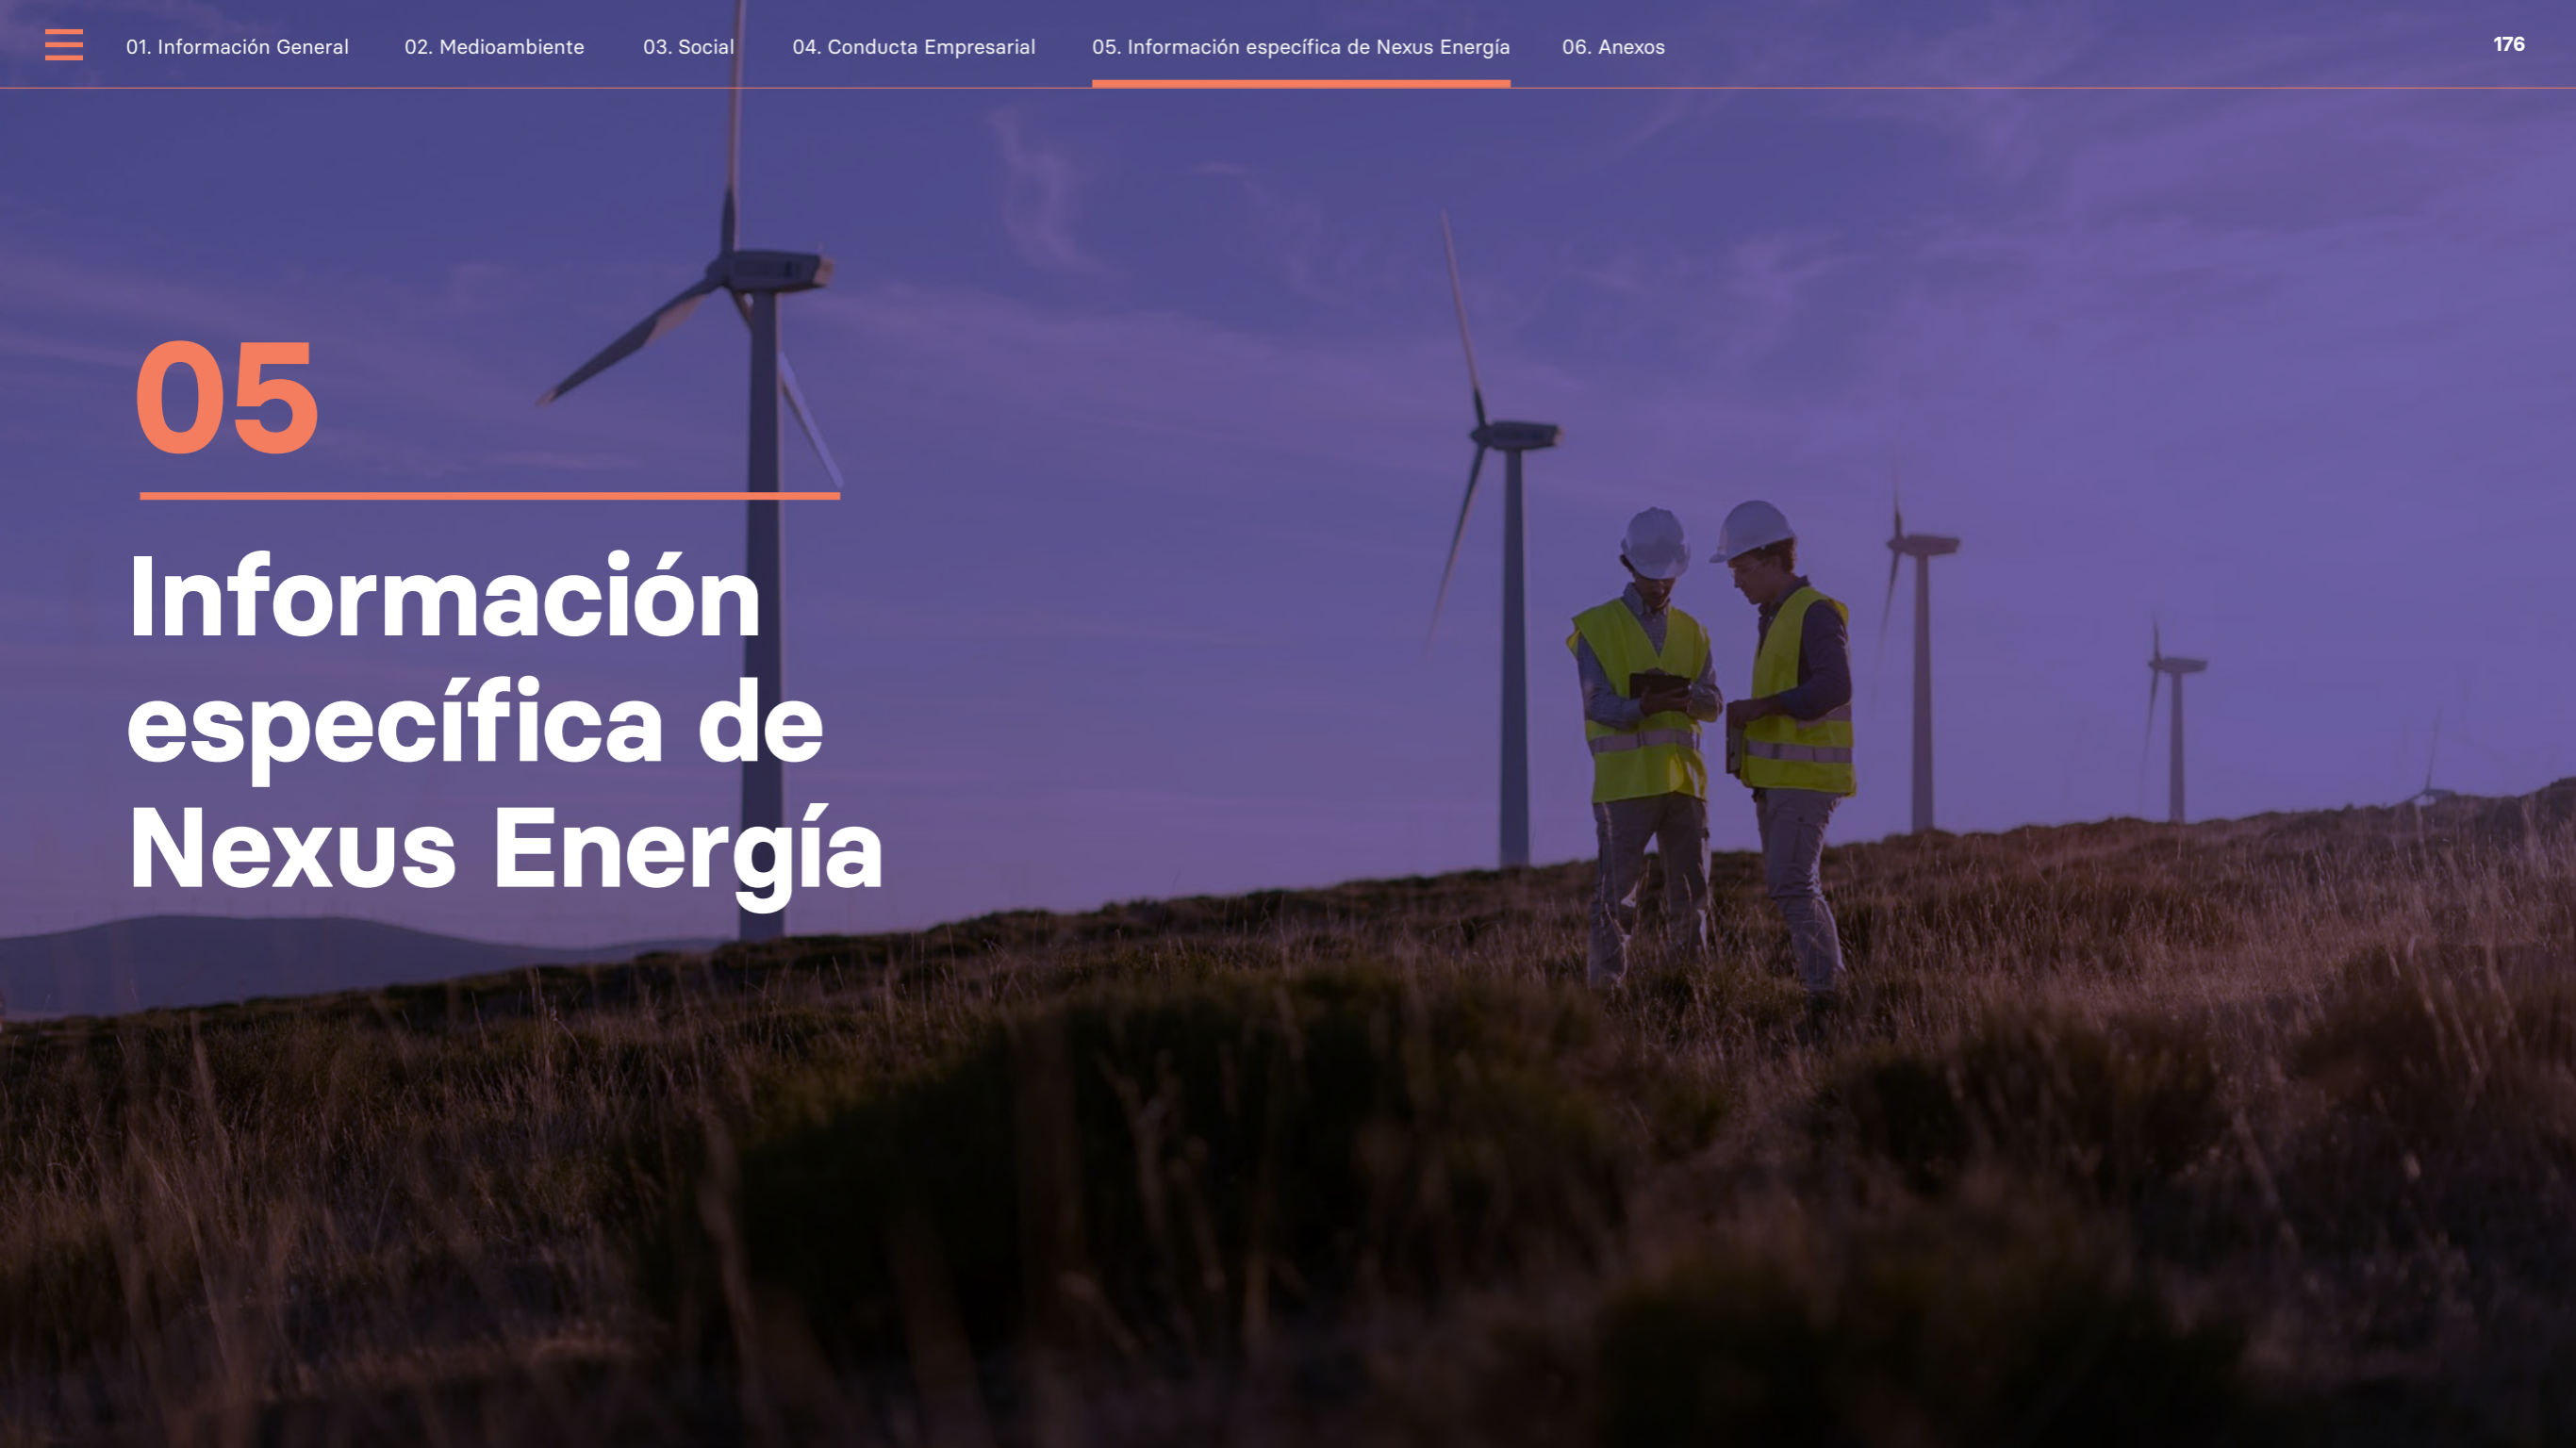 01. Información General 02. Medioambiente 03. Social 04. Conducta Empresarial 05. Información específica de Nexus Energía 06. Anexos 176
05
Información
específica de
Nexus Energía